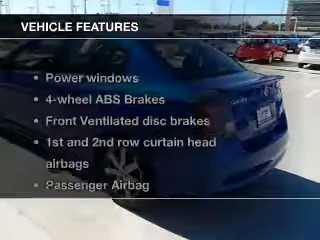 VEHICLE FEATURES
• Power windows
• 4-wheel ABS Brakes
• Front Ventilated disc brakes
• 1st and 2nd row curtain head
airbags
• Passenger Airbag